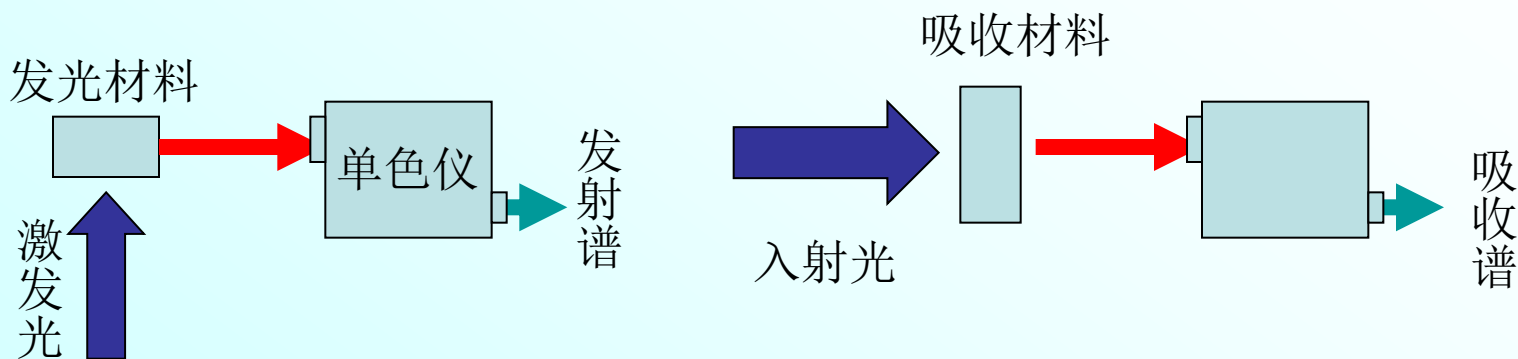 发光材料
单色仪
发射谱
激发光
吸收材料
入射光
吸收谱